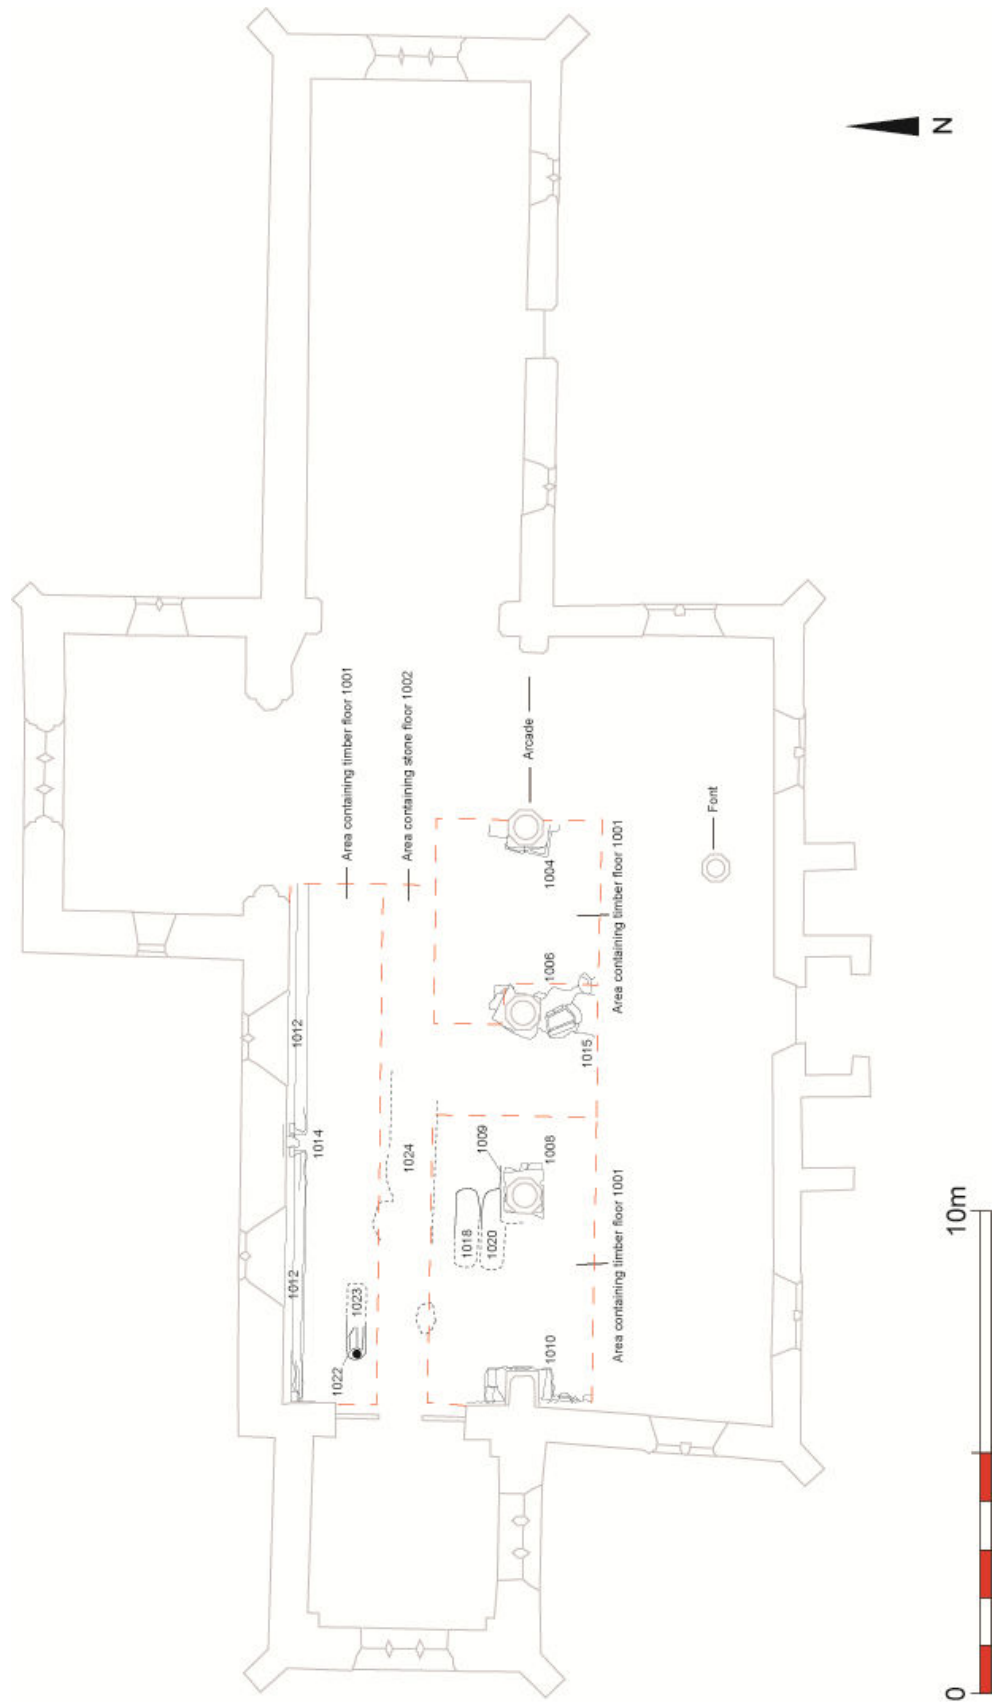 N
Area containing timber floor 1001
Area containing stone floor 1002
Arcade
Font
1004
Area containing timber floor 1001
1006
1015
1012
1014
1024
1009
1008
1018
1020
Area containing timber floor 1001
1012
1023
1022
1010
0
10m